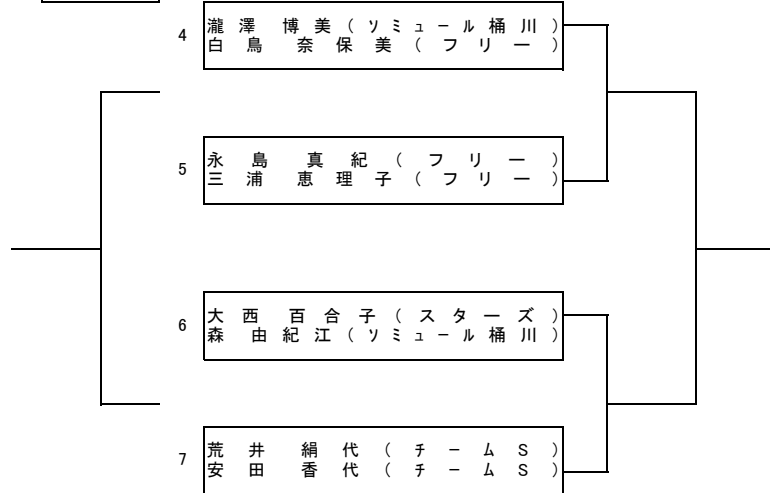 4
瀧澤 博美(ソミュール桶川)
白鳥 奈保美(フリー)
5
永島 真紀(フリー)
三浦 恵理子(フリー)
6
大西 百合子(スターズ)
森 由紀江(ソミュール桶川)
7
荒井 絹代(チームS)
安田 香代(チームS)